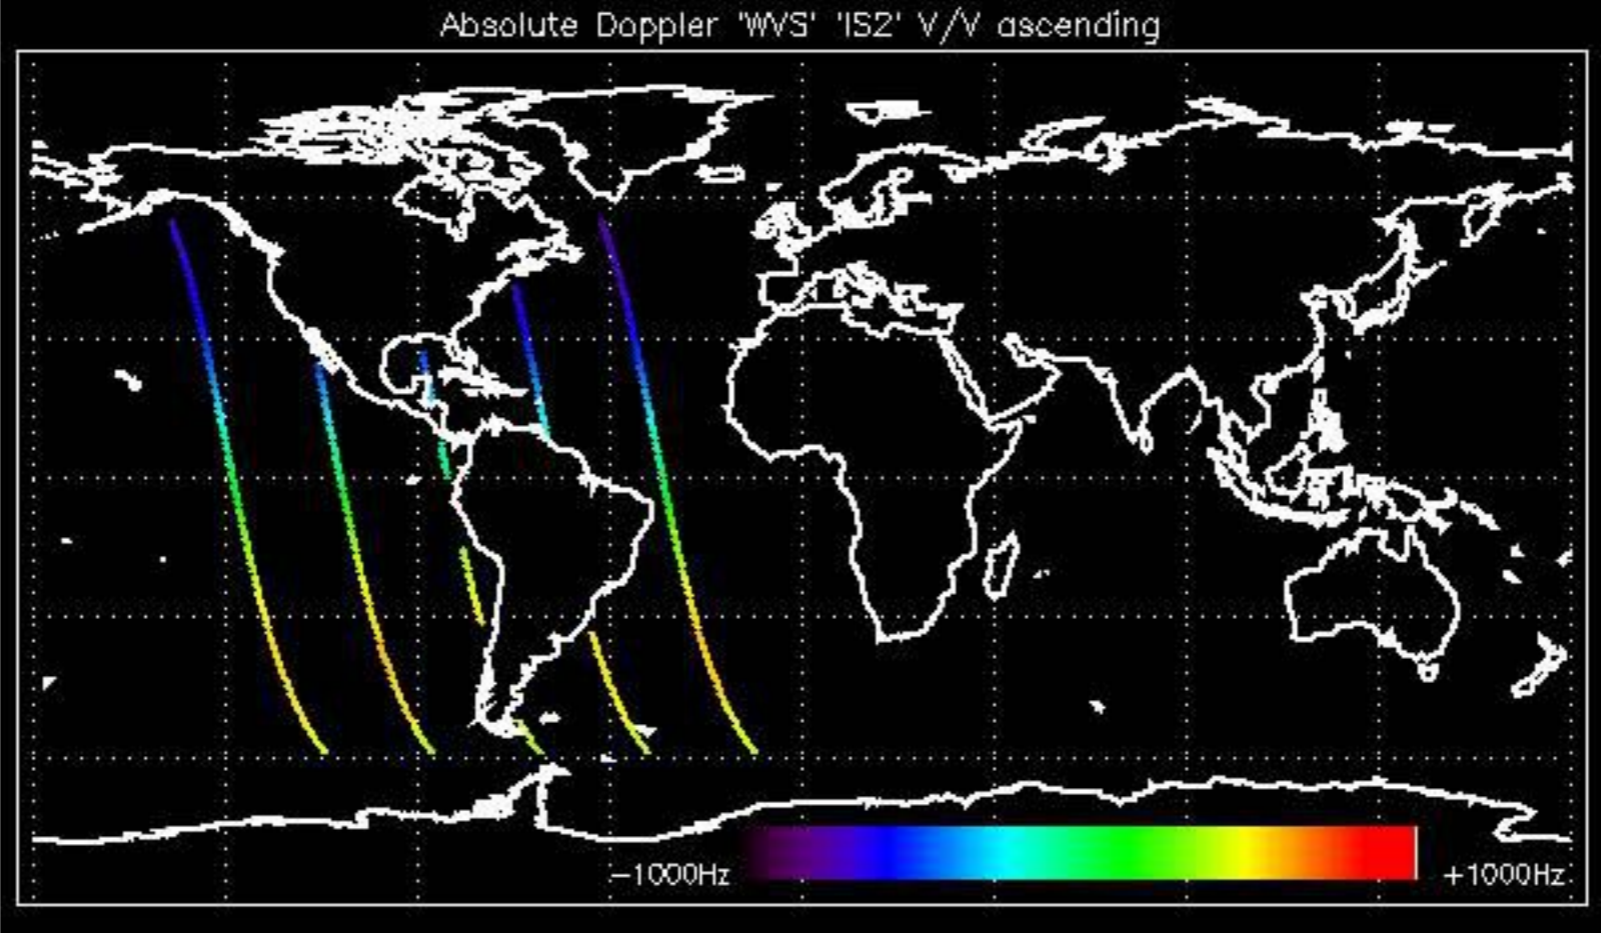 Absolute Doppler 'WVS' 'IS2' V/V ascending
−1000Hz +1000Hz